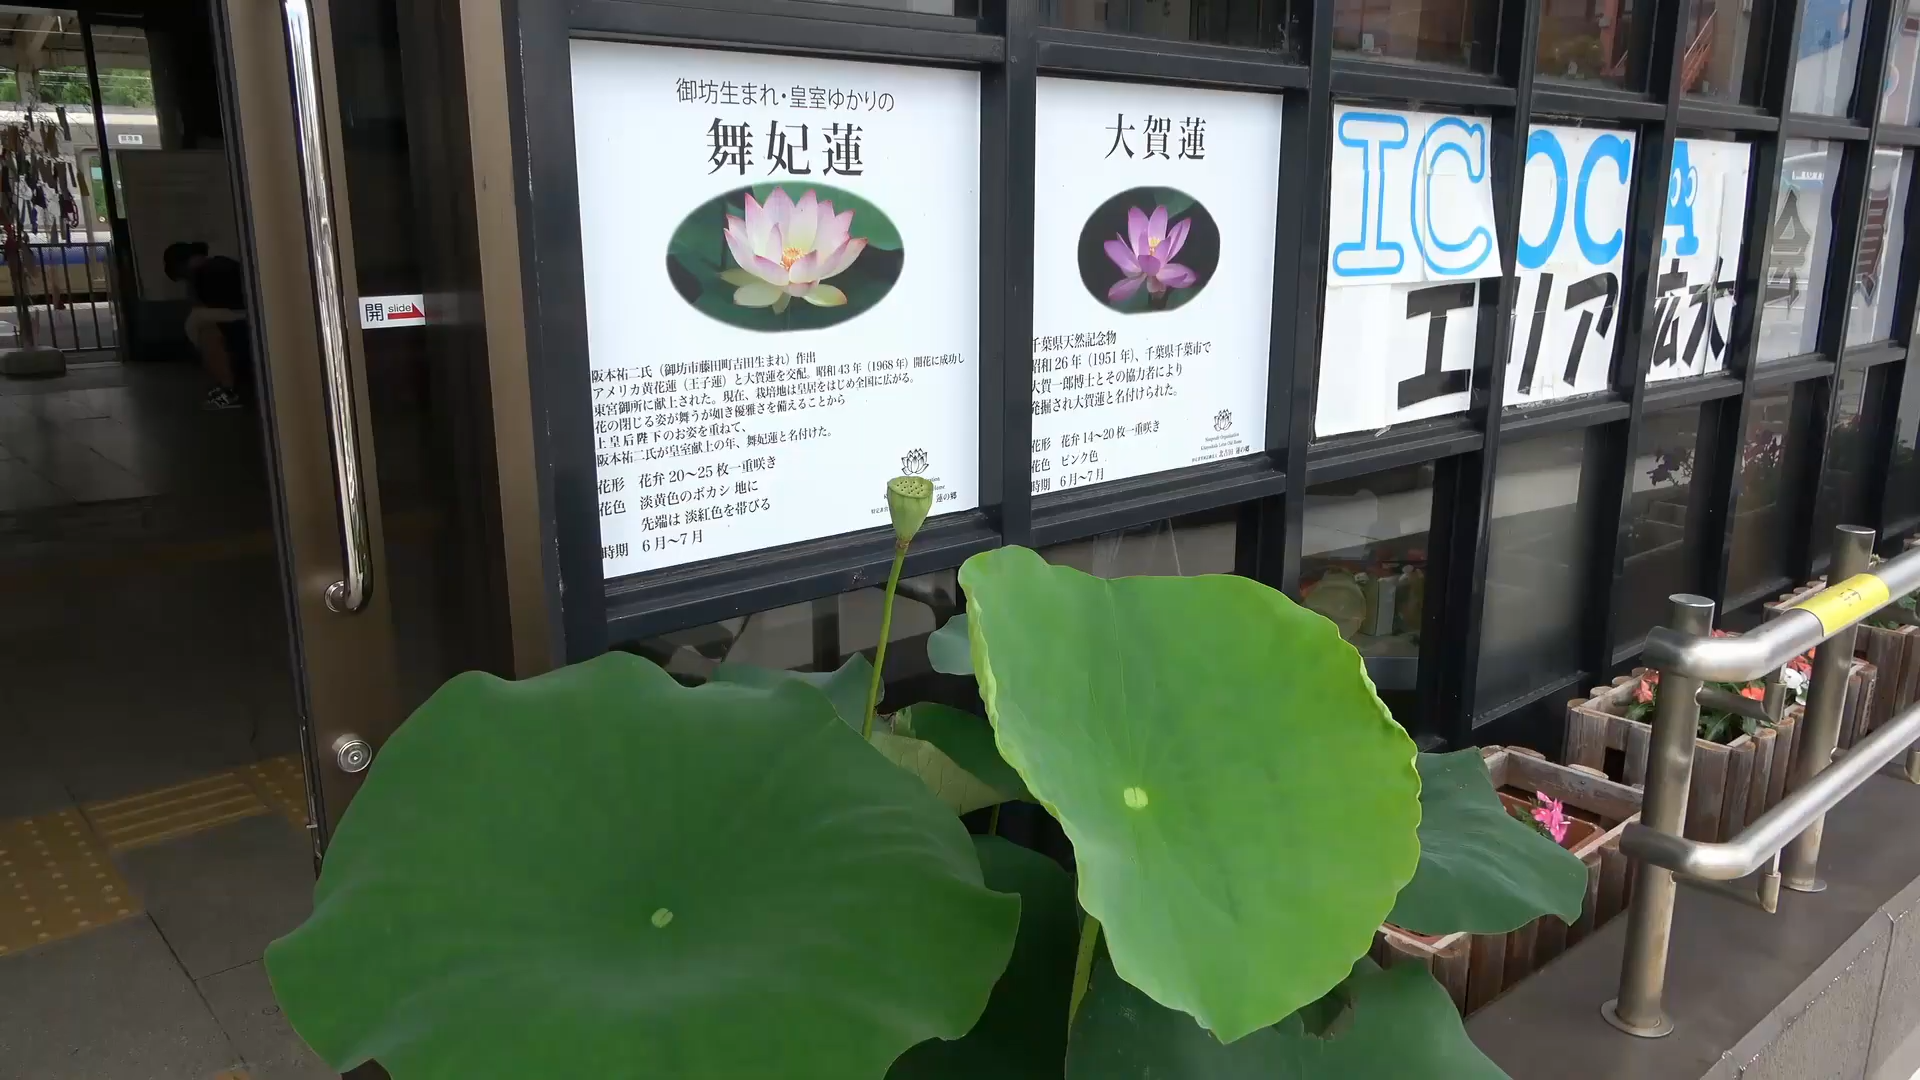 御坊生まれ・皇室ゆかりの
舞妃蓮
阪本祐二氏（御坊市藤田町吉田生まれ）作出
アメリカ黄花蓮（王子蓮）と大賀蓮を交配。昭和43年（1968年）開花に成功し
東宮御所に献上された。現在、栽培地は皇居をはじめ全国に広がる。
花の閉じる姿が舞うが如き優雅さを備えることから
上皇后陛下のお姿を重ねて、
阪本祐二氏が皇室献上の年、舞妃蓮と名付けた。
花形 花弁20～25枚一重咲き
花色 淡黄色のボカシ地に
先端は淡紅色を帯びる
時期 6月～7月
蓮の郷
大賀蓮
千葉県天然記念物
昭和26年（1951年）、千葉県千葉市で
大賀一郎博士とその協力者により
発掘され大賀蓮と名付けられた。
花形 花弁14～20枚一重咲き
花色 ピンク色
時期 6月～7月
蓮の郷
ICOCA
エリア拡大
開 slide